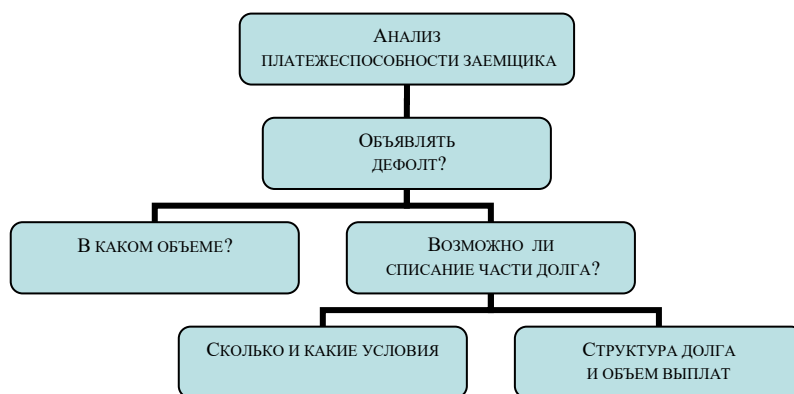 Анализ
платежеспособности заемщика
Объявлять
дефолт?
В каком объеме?
Возможно ли
списание части долга?
Сколько и какие условия
Структура долга
и объем выплат